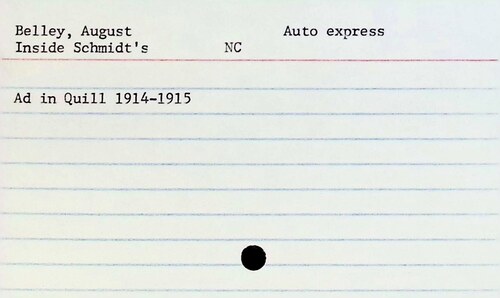 Belley, August Auto express
Inside Schmidt's NC
Ad in Quill 1914-1915